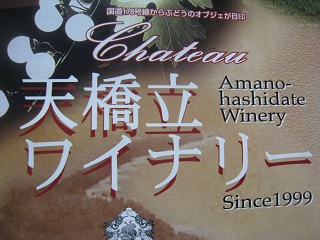 国道178号線からぶどうのオブジェが目印
Chateau
天橋立
ワイナリー
Amano-
hashidate
Winery
Since1999